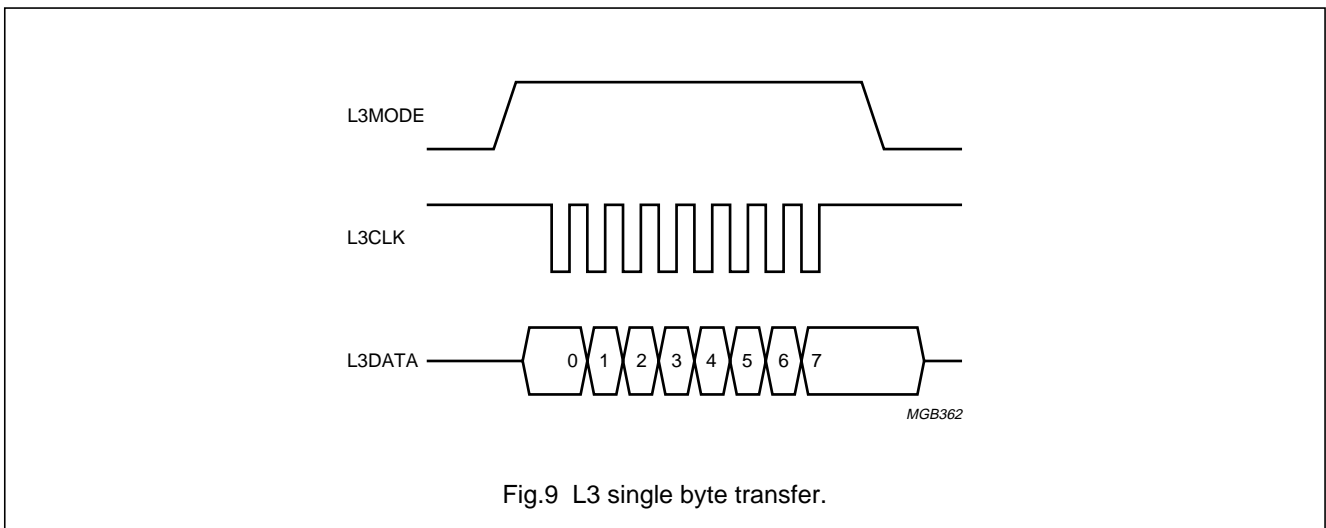 L3MODE
L3CLK
L3DATA 0 1 2 3 4 5 6 7
MGB362
Fig.9 L3 single byte transfer.